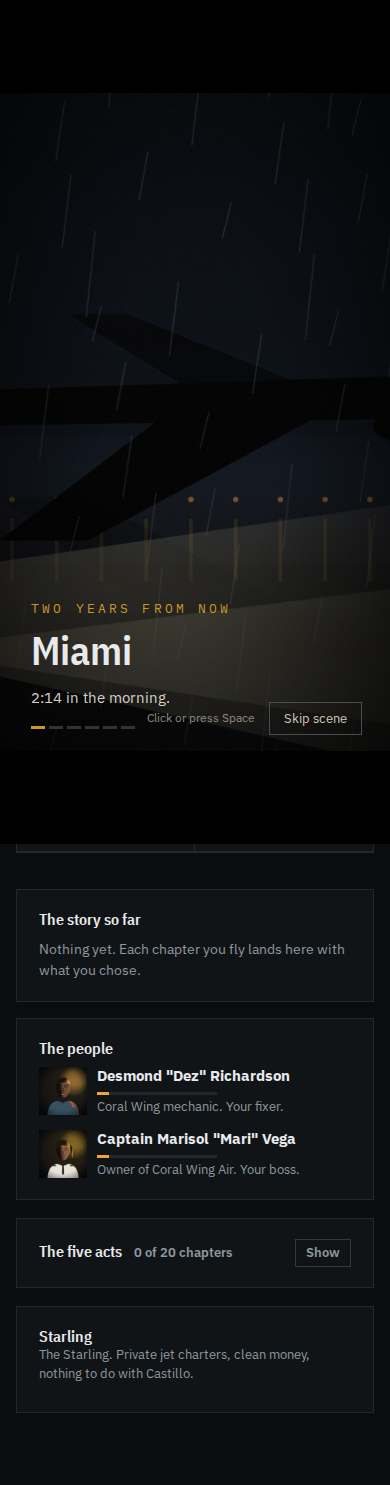 TWO YEARS FROM NOW
Miami
2:14 in the morning.
Click or press Space
Skip scene
The story so far
Nothing yet. Each chapter you fly lands here with
what you chose.
The people
Desmond "Dez" Richardson
Coral Wing mechanic. Your fixer.
Captain Marisol "Mari" Vega
Owner of Coral Wing Air. Your boss.
The five acts 0 of 20 chapters Show
Starling
The Starling. Private jet charters, clean money,
nothing to do with Castillo.